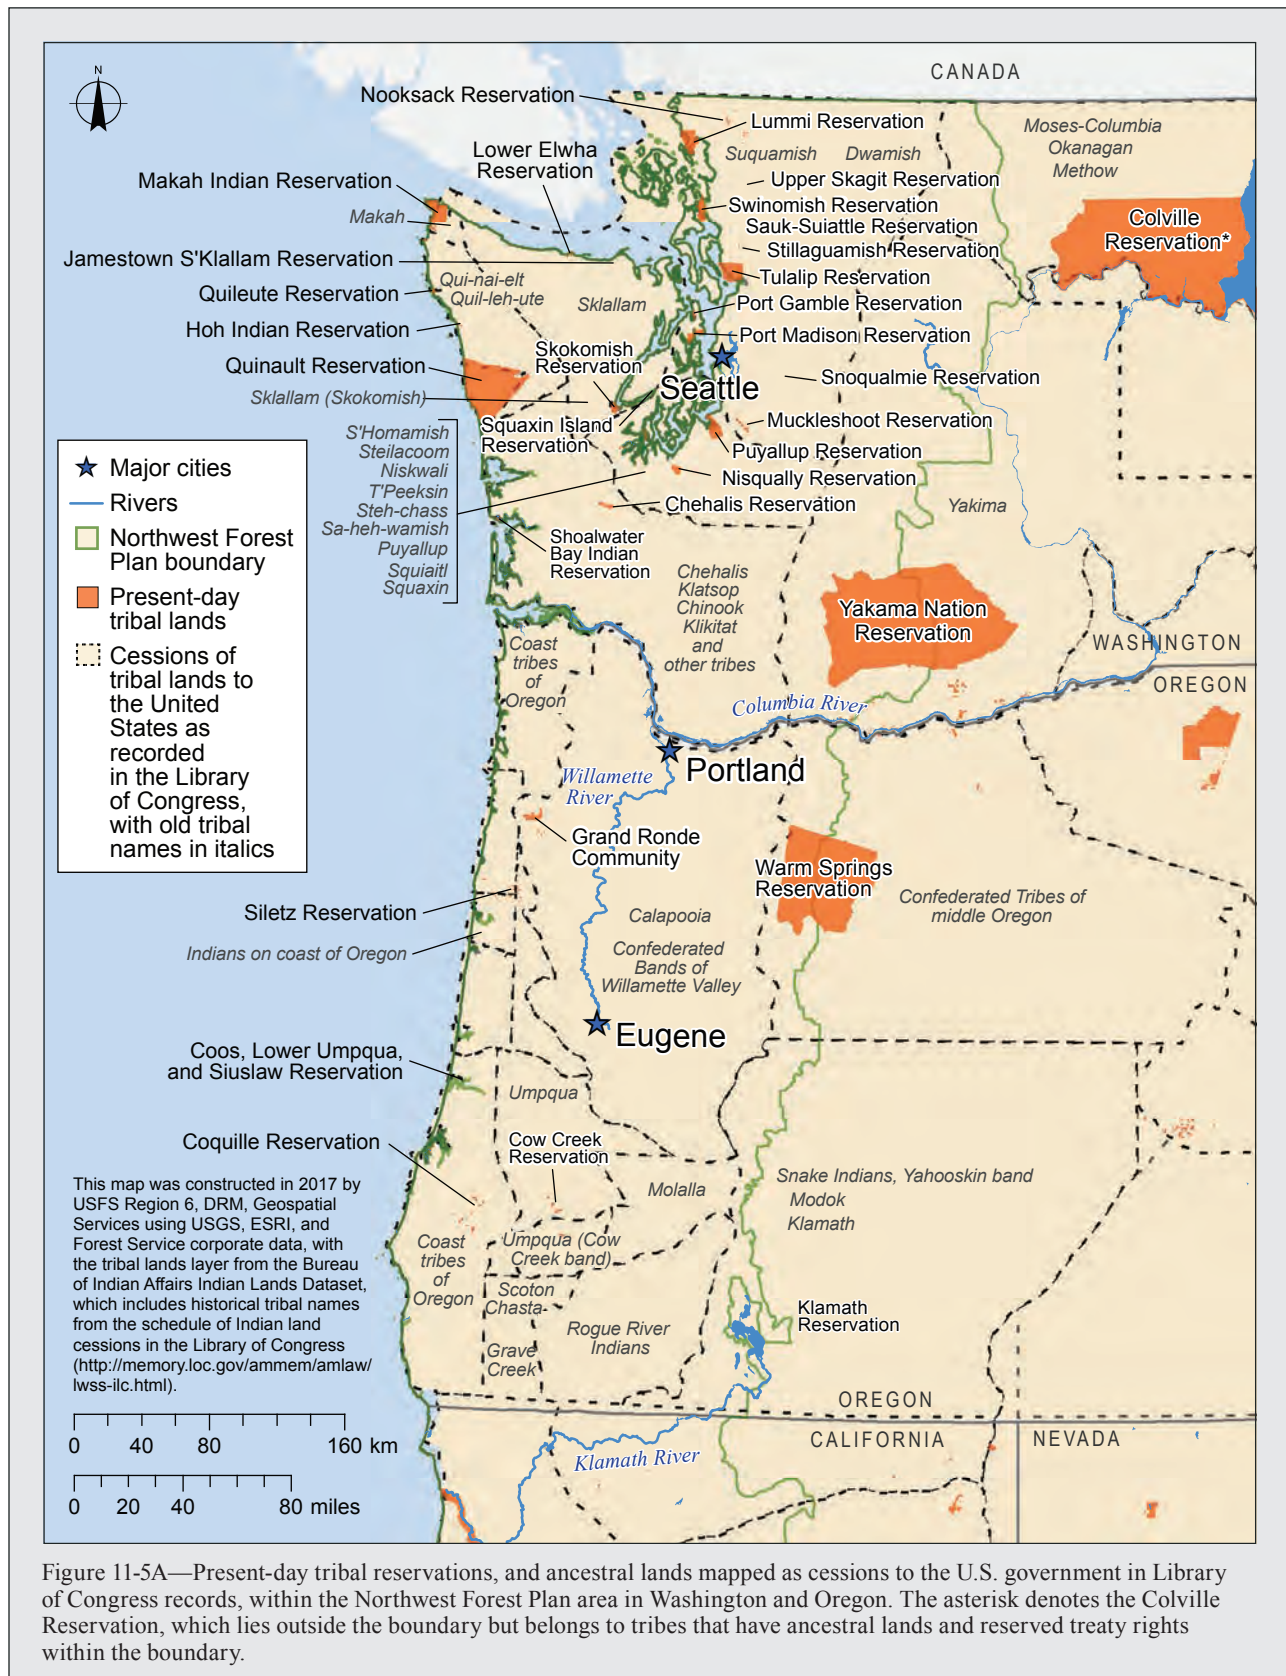 CANADA
N
Nooksack Reservation
Lummi Reservation
Moses-Columbia
Okanagan
Methow
Lower Elwha
Reservation
Suquamish
Dwamish
Makah Indian Reservation
Upper Skagit Reservation
Makah
Swinomish Reservation
Colville
Reservation*
Sauk-Suiattle Reservation
Stillaguamish Reservation
Jamestown S'Klallam Reservation
Qui-nai-elt
Quil-leh-ute
Tulalip Reservation
Quileute Reservation
Sklallam
Port Gamble Reservation
Hoh Indian Reservation
Port Madison Reservation
Skokomish
Reservation
Quinault Reservation
Seattle
Snoqualmie Reservation
Sklallam (Skokomish)
Squaxin Island
Reservation
Muckleshoot Reservation
S'Homamish
Steilacoom
Niskwali
T'Peeksin
Steh-chass
Sa-heh-wamish
Puyallup
Squiaitl
Squaxin
Puyallup Reservation
Nisqually Reservation
Chehalis Reservation
Yakima
Shoalwater
Bay Indian
Reservation
Chehalis
Klatsop
Chinook
Klikitat
and
other tribes
Yakama Nation
Reservation
WASHINGTON
OREGON
Major cities
Rivers
Northwest Forest
Plan boundary
Present-day
tribal lands
Cessions of
tribal lands to
the United
States as
recorded
in the Library
of Congress,
with old tribal
names in italics
Coast
tribes
of
Oregon
Columbia River
Portland
Willamette
River
Grand Ronde
Community
Warm Springs
Reservation
Confederated Tribes of
middle Oregon
Siletz Reservation
Calapooia
Indians on coast of Oregon
Confederated
Bands of
Willamette Valley
Eugene
Coos, Lower Umpqua,
and Siuslaw Reservation
Umpqua
Coquille Reservation
Cow Creek
Reservation
Molalla
Snake Indians, Yahooskin band
Modok
Klamath
This map was constructed in 2017 by
USFS Region 6, DRM, Geospatial
Services using USGS, ESRI, and
Forest Service corporate data, with
the tribal lands layer from the Bureau
of Indian Affairs Indian Lands Dataset,
which includes historical tribal names
from the schedule of Indian land
cessions in the Library of Congress
(http://memory.loc.gov/ammem/amlaw/
lwss-ilc.html).
Coast
tribes
of
Oregon
Umpqua (Cow
Creek band)
Scoton
Chasta
Grave
Creek
Rogue River
Indians
Klamath
Reservation
OREGON
CALIFORNIA
NEVADA
Klamath River
0 40 80 160 km
0 20 40 80 miles
Figure 11-5A—Present-day tribal reservations, and ancestral lands mapped as cessions to the U.S. government in Library
of Congress records, within the Northwest Forest Plan area in Washington and Oregon. The asterisk denotes the Colville
Reservation, which lies outside the boundary but belongs to tribes that have ancestral lands and reserved treaty rights
within the boundary.